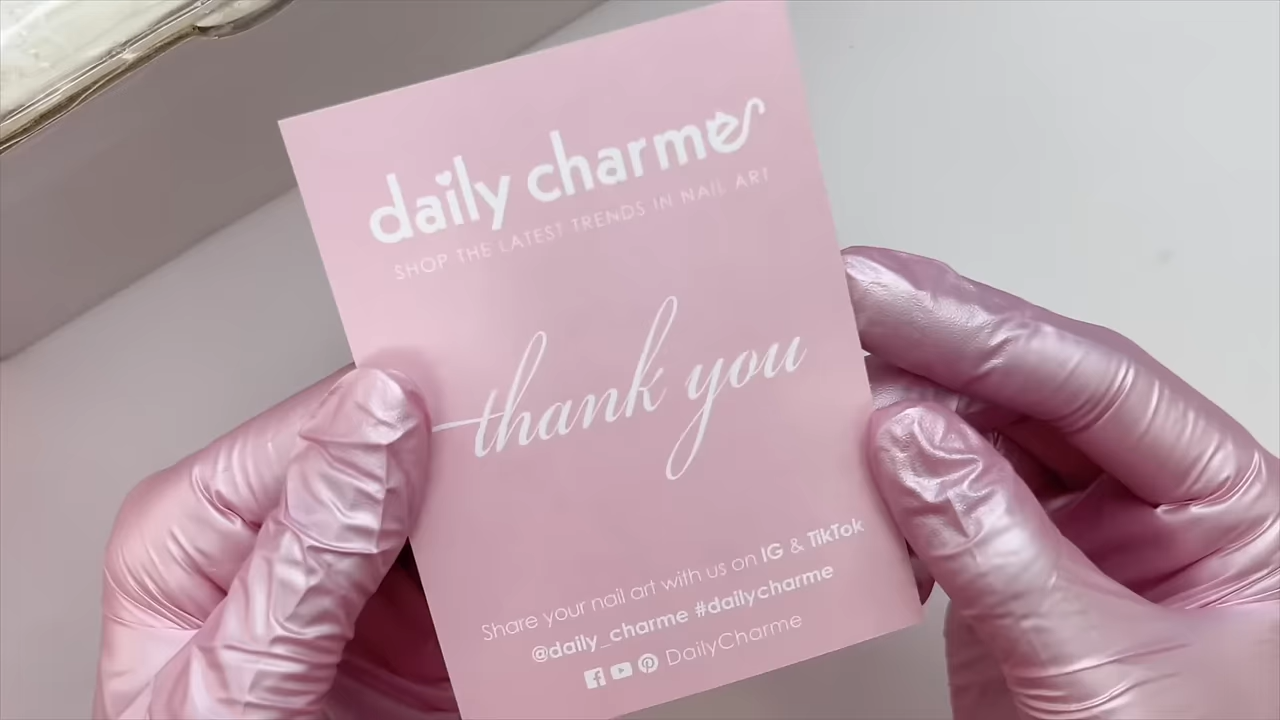 daily charme
SHOP THE LATEST TRENDS IN NAIL ART
thank you
Share your nail art with us on IG & TikTok
@daily_charme #dailycharme
DailyCharme